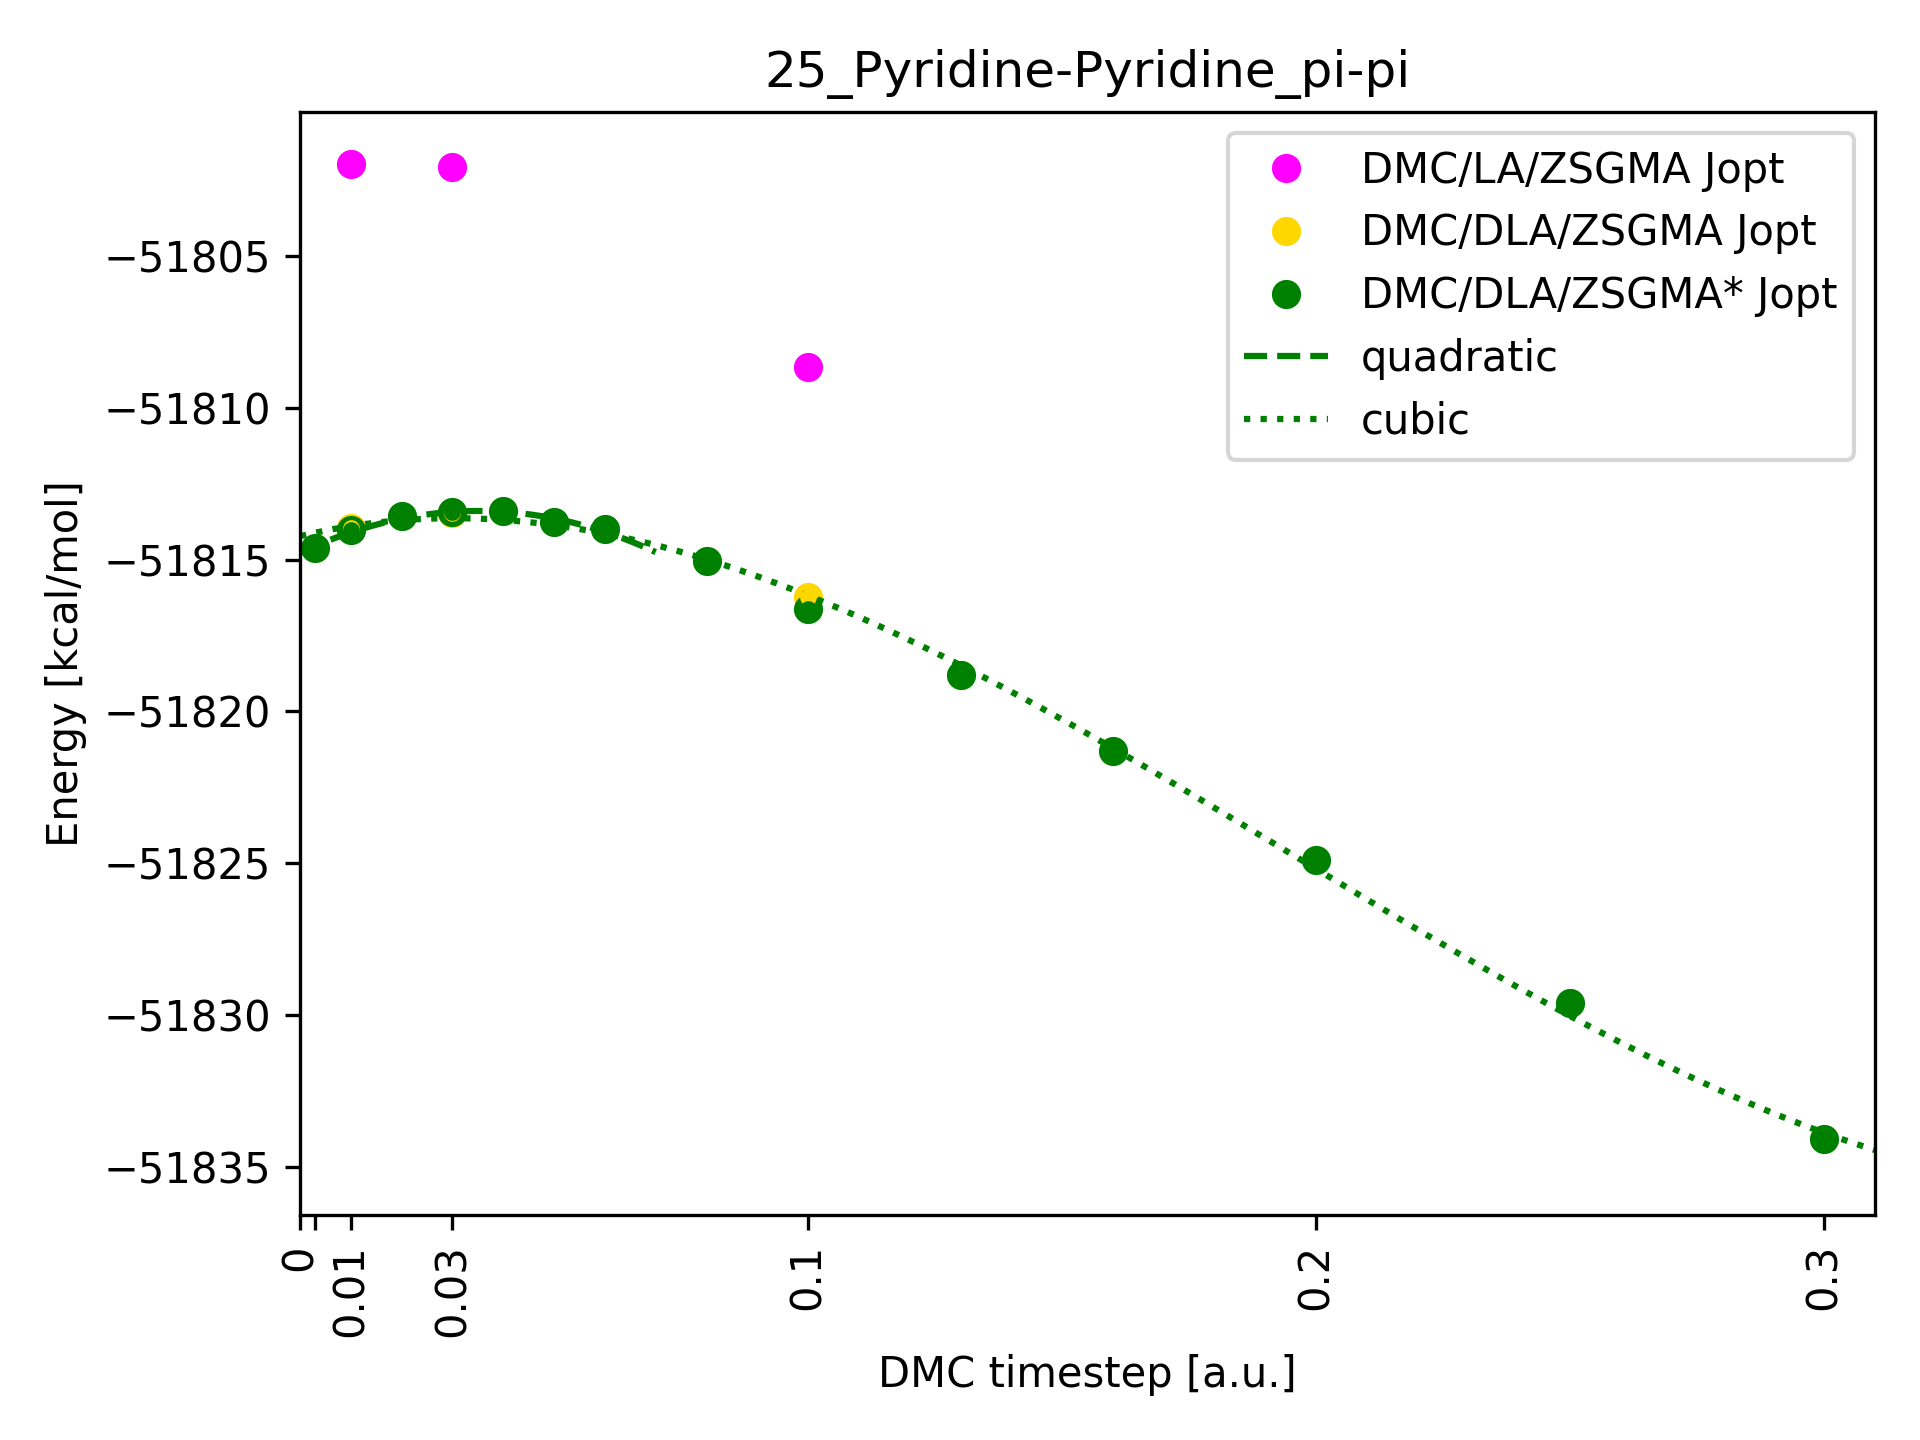 25_Pyridine-Pyridine_pi-pi
DMC/LA/ZSGMA Jopt
DMC/DLA/ZSGMA Jopt
DMC/DLA/ZSGMA* Jopt
quadratic
cubic
Energy [kcal/mol]
−51805
−51810
−51815
−51820
−51825
−51830
−51835
0
0.01
0.03
0.1
0.2
0.3
DMC timestep [a.u.]